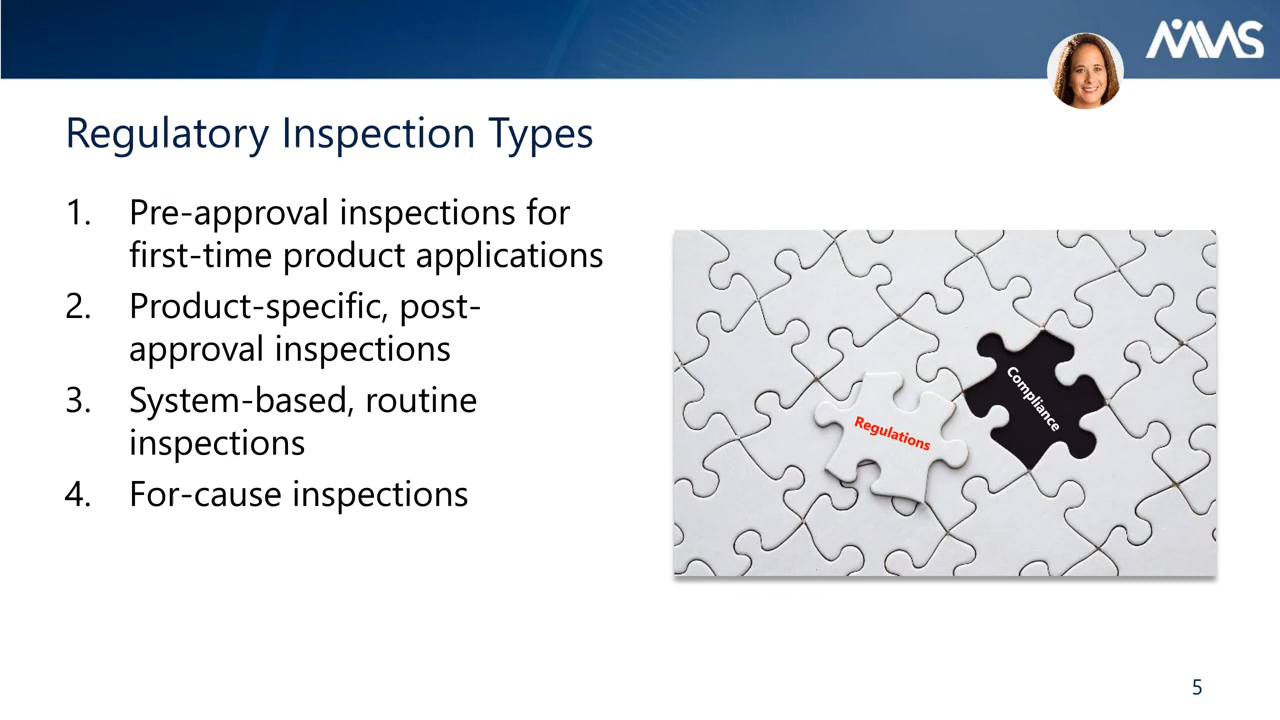 MMS
Regulatory Inspection Types
1. Pre-approval inspections for
first-time product applications
2. Product-specific, post-
approval inspections
3. System-based, routine
inspections
4. For-cause inspections
Compliance
Regulations
5